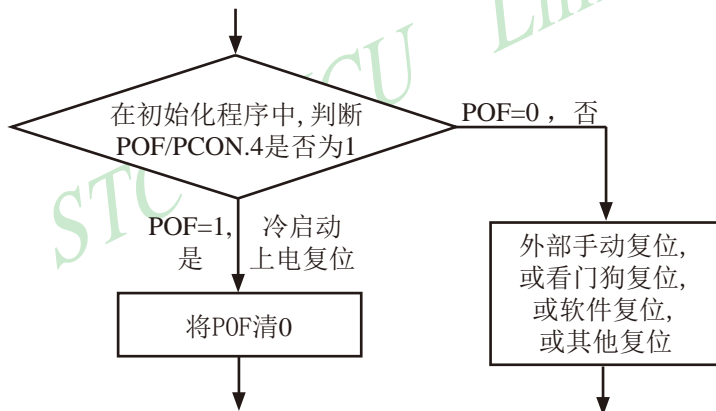 STC MCU Limited
在初始化程序中, 判断
POF/PCON.4是否为1
POF=0 ，否
POF=1, 冷启动
是 上电复位
将POF清0
外部手动复位,
或看门狗复位,
或软件复位,
或其他复位